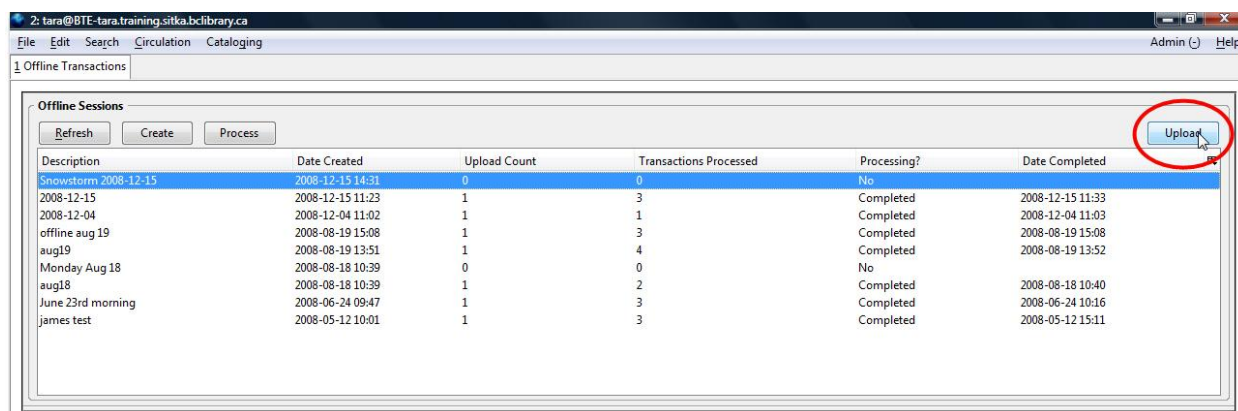 2: tara@BTE-tara.training.sitka.bclibrary.ca
File Edit Search Circulation Cataloging Admin (-) Help
1 Offline Transactions
Offline Sessions
Refresh Create Process Upload
Description Date Created Upload Count Transactions Processed Processing? Date Completed
Snowstorm 2008-12-15 2008-12-15 14:31 0 0 No
2008-12-15 2008-12-15 11:23 1 3 Completed 2008-12-15 11:33
2008-12-04 2008-12-04 11:02 1 1 Completed 2008-12-04 11:03
offline aug 19 2008-08-19 15:08 1 3 Completed 2008-08-19 15:08
aug19 2008-08-19 13:51 1 4 Completed 2008-08-19 13:52
Monday Aug 18 2008-08-18 10:39 0 0 No
aug18 2008-08-18 10:39 1 2 Completed 2008-08-18 10:40
June 23rd morning 2008-06-24 09:47 1 3 Completed 2008-06-24 10:16
james test 2008-05-12 10:01 1 3 Completed 2008-05-12 15:11